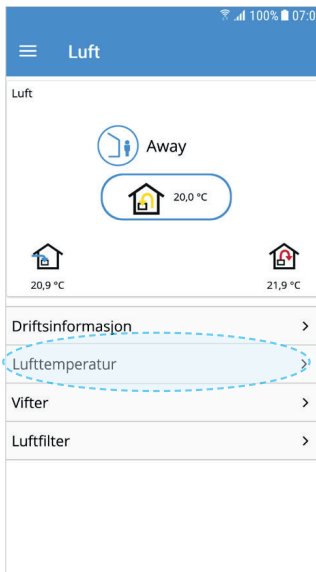 100% 07:0
Luft
Luft
Away
20,0 °C
20,9 °C
21,9 °C
Driftsinformasjon
Lufttemperatur
Vifter
Luftfilter